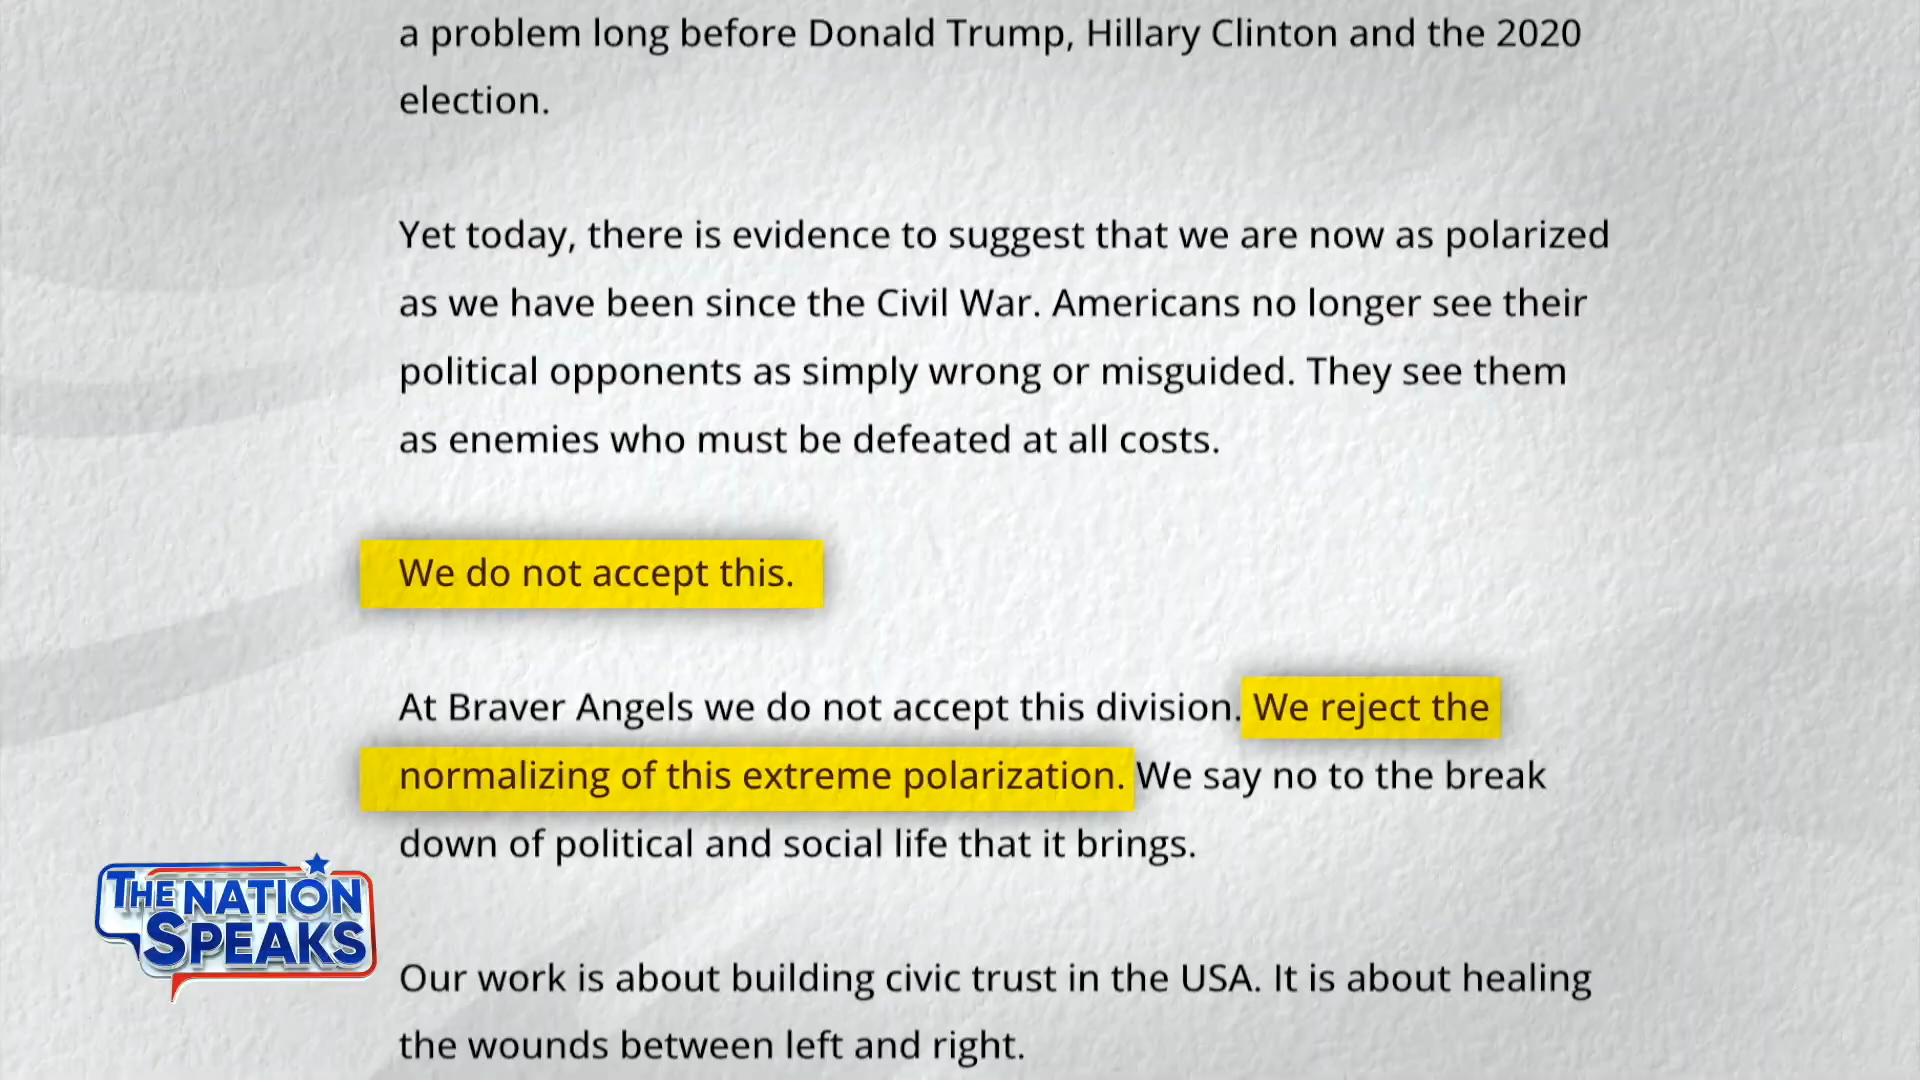 a problem long before Donald Trump, Hillary Clinton and the 2020
election.
Yet today, there is evidence to suggest that we are now as polarized
as we have been since the Civil War. Americans no longer see their
political opponents as simply wrong or misguided. They see them
as enemies who must be defeated at all costs.
We do not accept this.
At Braver Angels we do not accept this division. We reject the
normalizing of this extreme polarization. We say no to the break
down of political and social life that it brings.
THE NATION
SPEAKS
Our work is about building civic trust in the USA. It is about healing
the wounds between left and right.